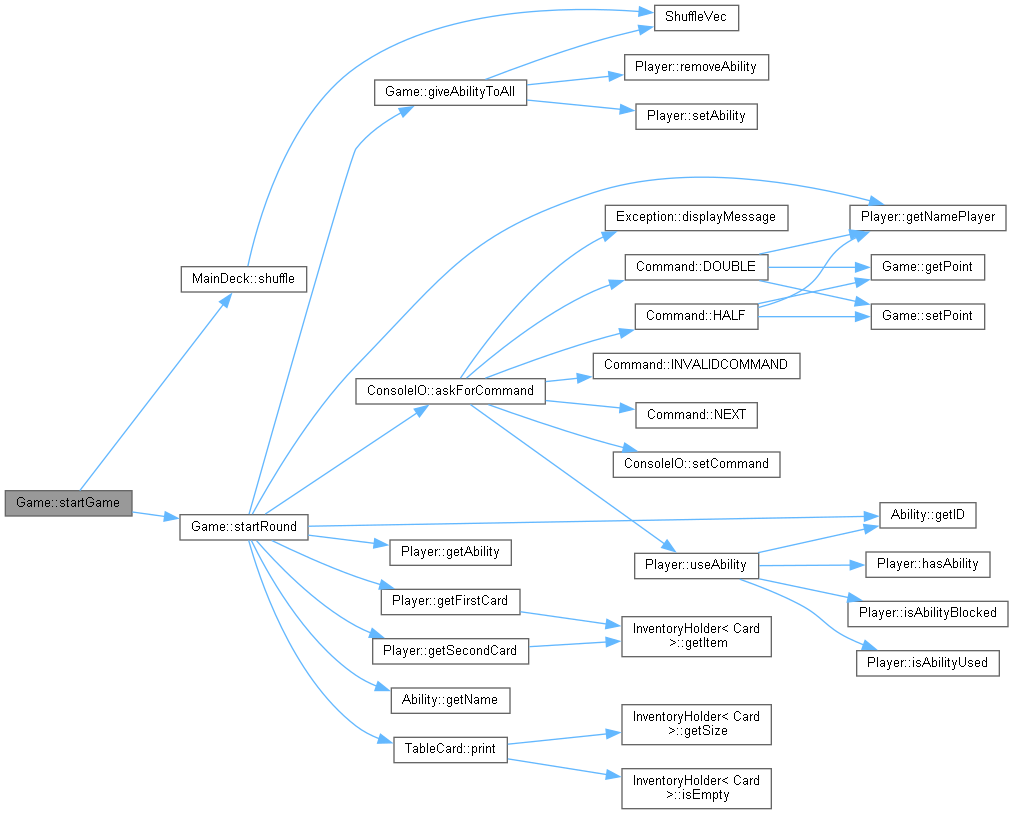 ShuffleVec
Player::removeAbility
Game::giveAbilityToAll
Player::setAbility
Exception::displayMessage
Player::getNamePlayer
Command::DOUBLE
Game::getPoint
MainDeck::shuffle
Command::HALF
Game::setPoint
Command::INVALIDCOMMAND
ConsoleIO::askForCommand
Command::NEXT
ConsoleIO::setCommand
Game::startGame
Ability::getID
Game::startRound
Player::getAbility
Player::useAbility
Player::hasAbility
Player::getFirstCard
Player::isAbilityBlocked
InventoryHolder< Card
>::getItem
Player::getSecondCard
Player::isAbilityUsed
Ability::getName
InventoryHolder< Card
>::getSize
TableCard::print
InventoryHolder< Card
>::isEmpty